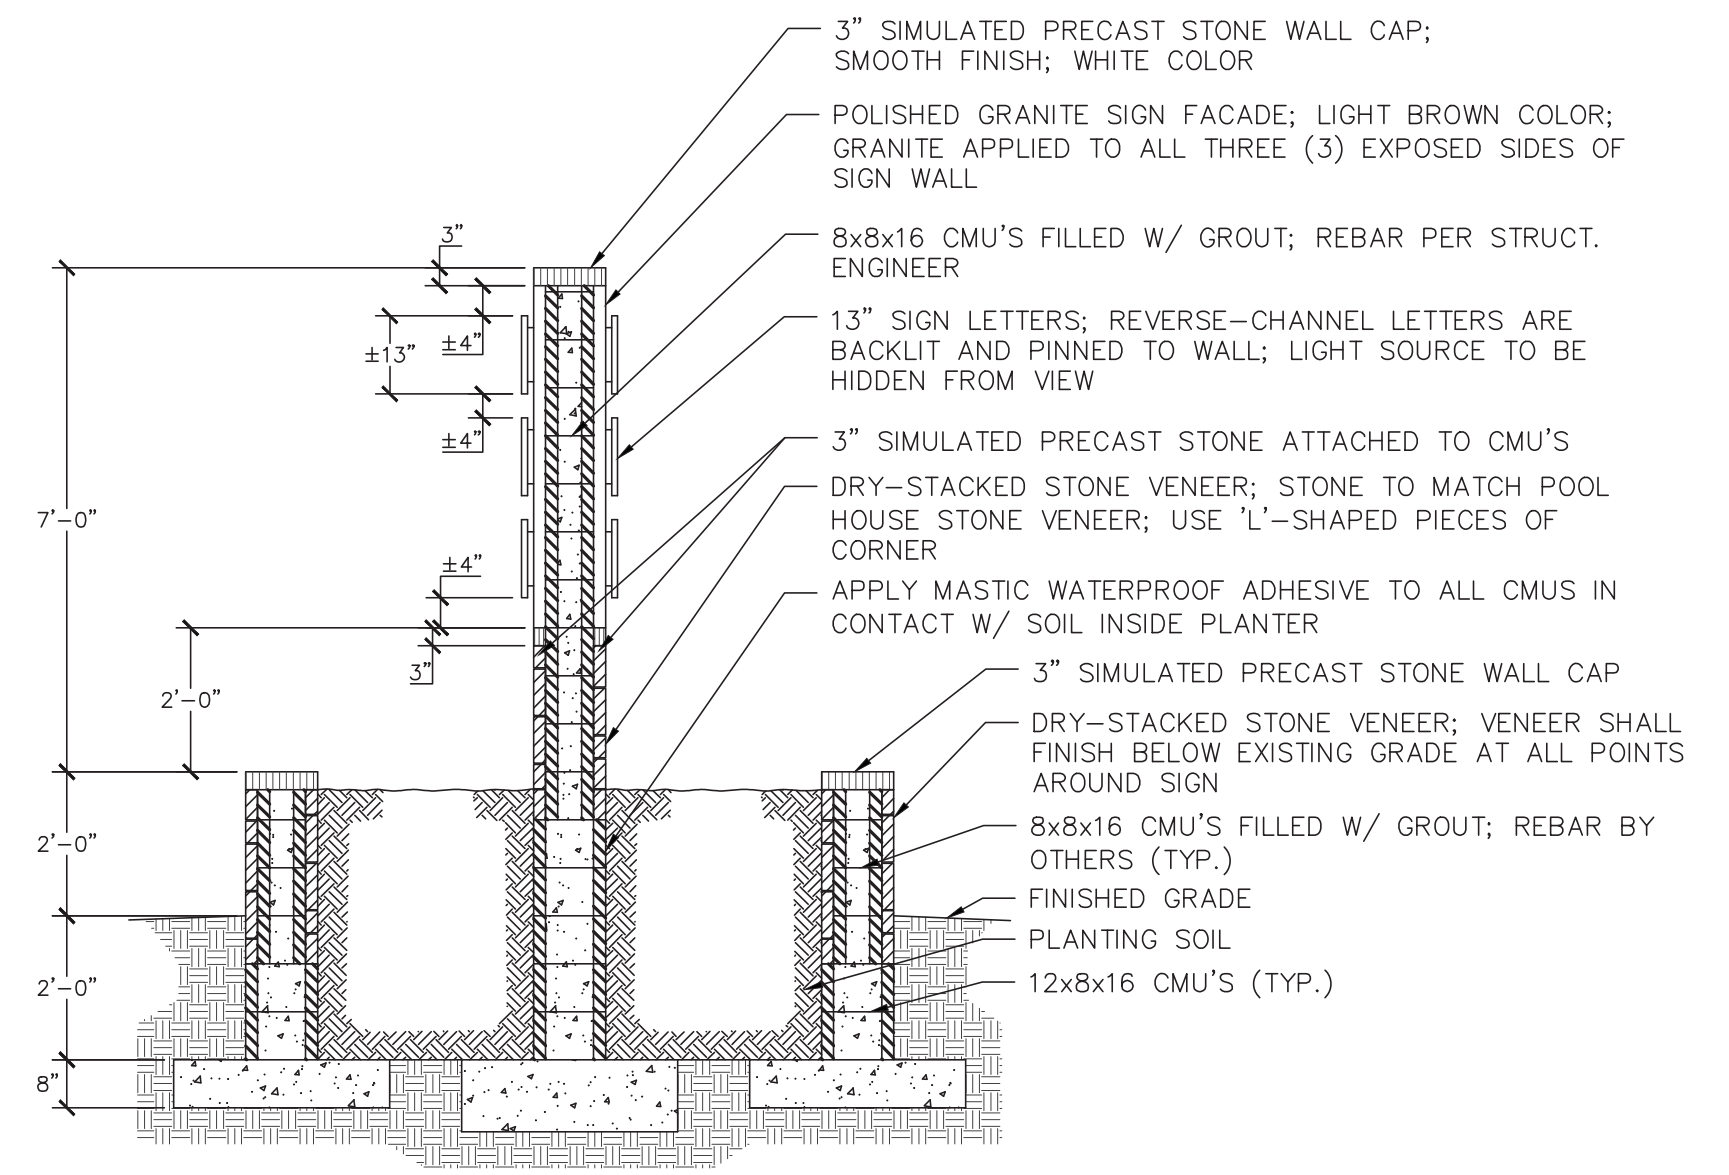 3” SIMULATED PRECAST STONE WALL CAP;
SMOOTH FINISH; WHITE COLOR
POLISHED GRANITE SIGN FACADE; LIGHT BROWN COLOR;
GRANITE APPLIED TO ALL THREE (3) EXPOSED SIDES OF
SIGN WALL
8x8x16 CMU'S FILLED W/ GROUT; REBAR PER STRUCT.
ENGINEER
13” SIGN LETTERS; REVERSE–CHANNEL LETTERS ARE
BACKLIT AND PINNED TO WALL; LIGHT SOURCE TO BE
HIDDEN FROM VIEW
3” SIMULATED PRECAST STONE ATTACHED TO CMU'S
DRY–STACKED STONE VENEER; STONE TO MATCH POOL
HOUSE STONE VENEER; USE 'L'–SHAPED PIECES OF
CORNER
APPLY MASTIC WATERPROOF ADHESIVE TO ALL CMUS IN
CONTACT W/ SOIL INSIDE PLANTER
3” SIMULATED PRECAST STONE WALL CAP
DRY–STACKED STONE VENEER; VENEER SHALL
FINISH BELOW EXISTING GRADE AT ALL POINTS
AROUND SIGN
8x8x16 CMU'S FILLED W/ GROUT; REBAR BY
OTHERS (TYP.)
FINISHED GRADE
PLANTING SOIL
12x8x16 CMU'S (TYP.)
3”
±4”
±13”
±4”
7'–0”
±4”
3”
2'–0”
2'–0”
2'–0”
8”